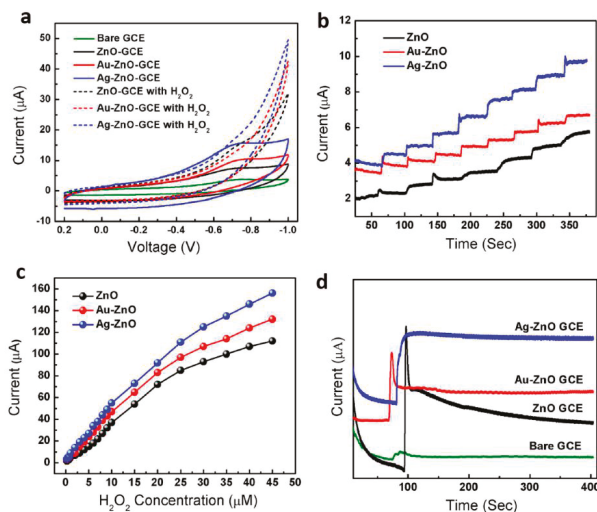 a
Bare GCE
ZnO-GCE
Au-ZnO-GCE
Ag-ZnO-GCE
ZnO-GCE with H₂O₂
Au-ZnO-GCE with H₂O₂
Ag-ZnO-GCE with H₂O₂
Current (μA)
50
40
30
20
10
0
-10
0.2 0.0 -0.2 -0.4 -0.6 -0.8 -1.0
Voltage (V)
b
ZnO
Au-ZnO
Ag-ZnO
Current (μA)
12
10
8
6
4
2
50 100 150 200 250 300 350
Time (Sec)
c
ZnO
Au-ZnO
Ag-ZnO
Current (μA)
160
140
120
100
80
60
40
20
0
0 5 10 15 20 25 30 35 40 45 50
H₂O₂ Concentration (μM)
d
Ag-ZnO GCE
Au-ZnO GCE
ZnO GCE
Bare GCE
Current (μA)
100 200 300 400
Time (Sec)